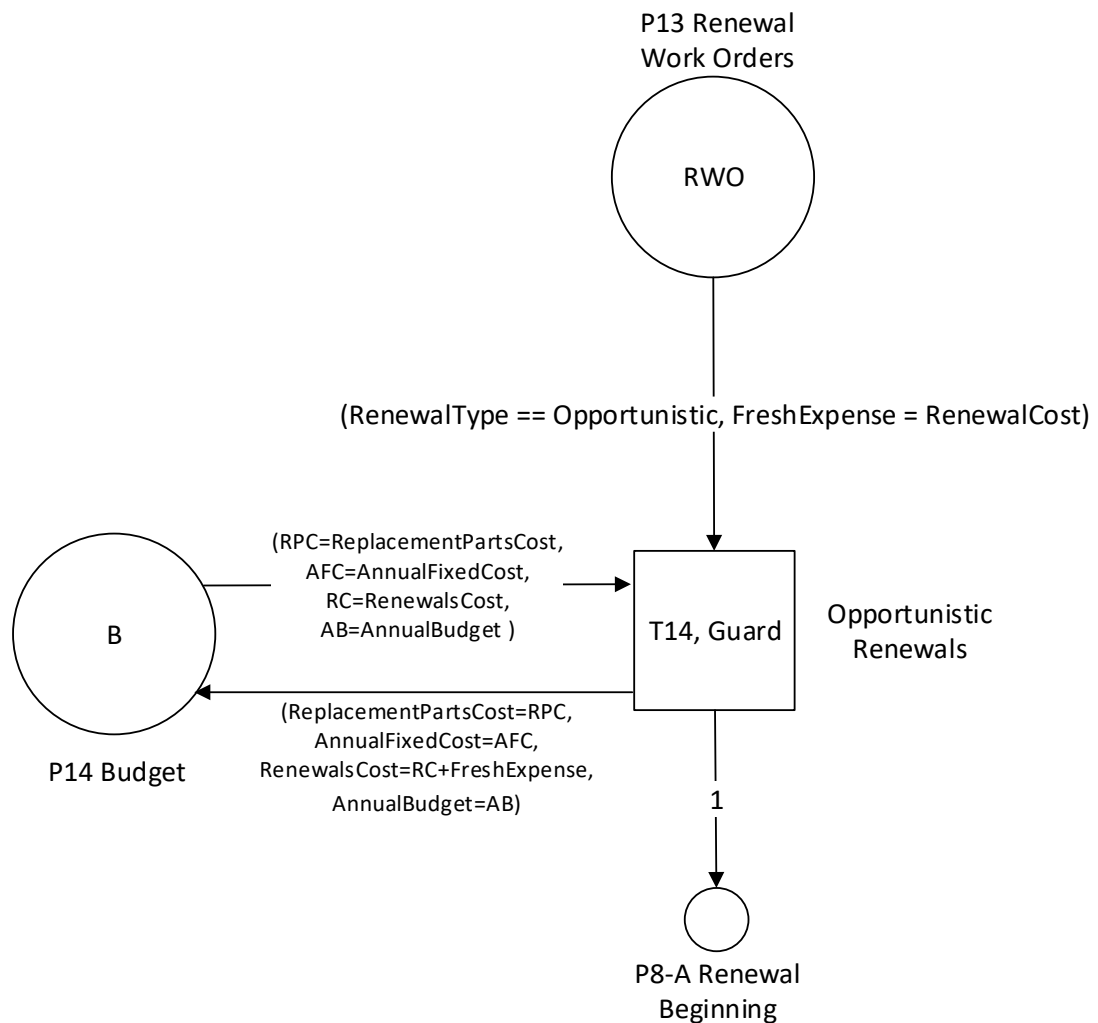 P13 Renewal
Work Orders
RWO
(RenewalType == Opportunistic, FreshExpense = RenewalCost)
(RPC=ReplacementPartsCost,
AFC=AnnualFixedCost,
RC=RenewalsCost,
AB=AnnualBudget )
B
T14, Guard
Opportunistic
Renewals
(ReplacementPartsCost=RPC,
AnnualFixedCost=AFC,
RenewalsCost=RC+FreshExpense,
AnnualBudget=AB)
P14 Budget
1
P8-A Renewal
Beginning